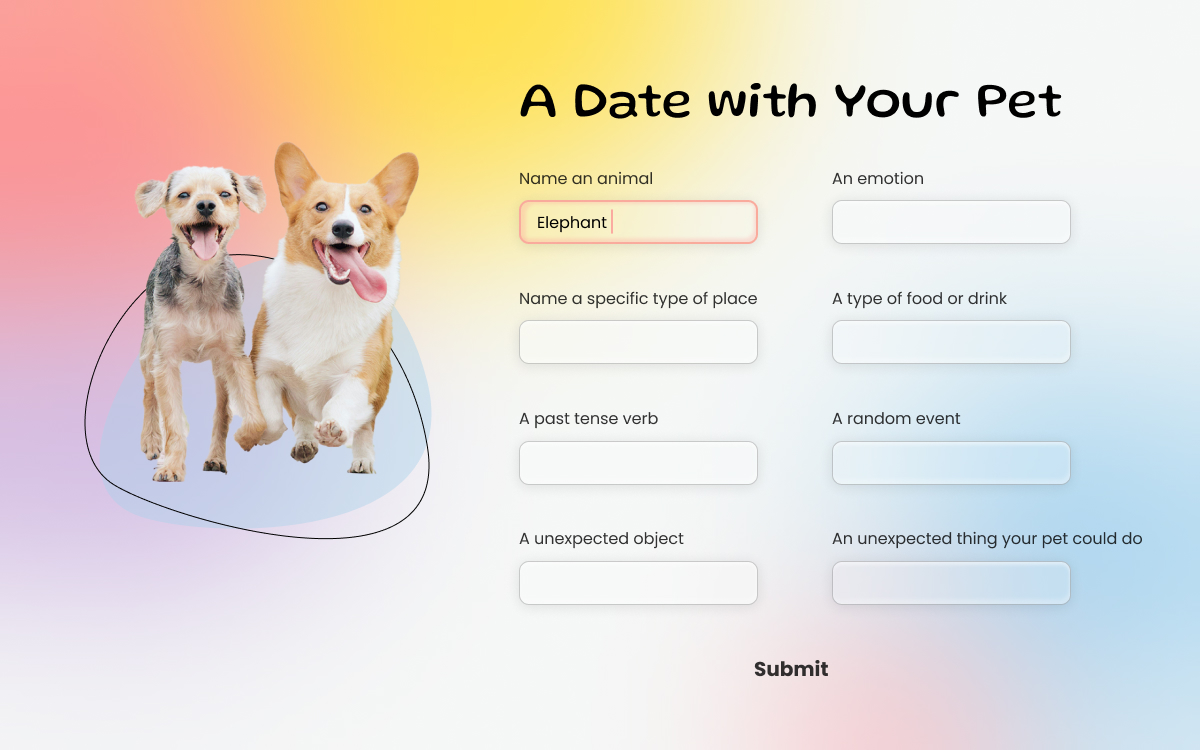 A Date with Your Pet
Name an animal
Elephant
An emotion
Name a specific type of place
A type of food or drink
A past tense verb
A random event
A unexpected object
An unexpected thing your pet could do
Submit